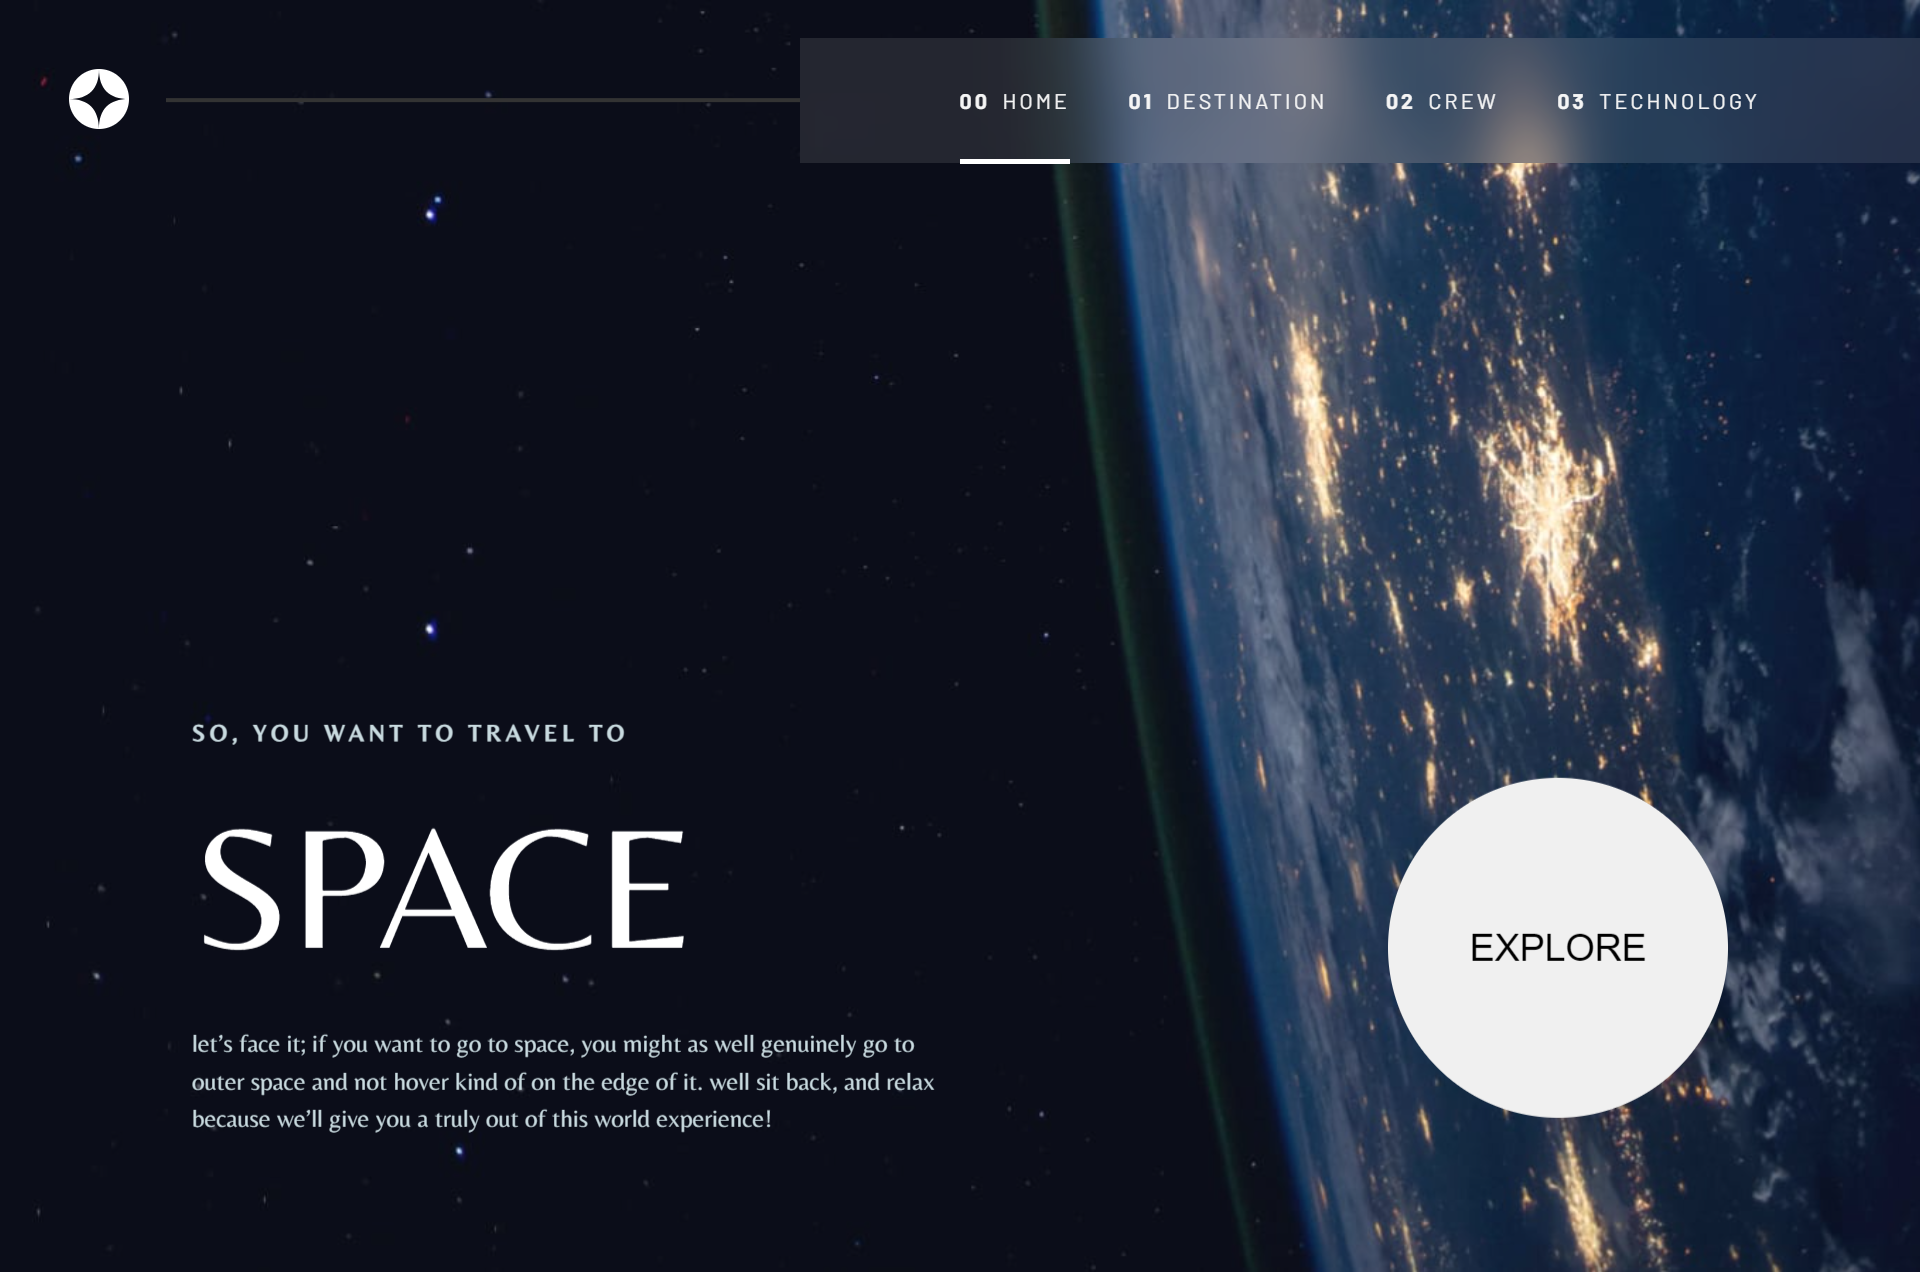 00 HOME 01 DESTINATION 02 CREW 03 TECHNOLOGY
SO, YOU WANT TO TRAVEL TO
SPACE
let’s face it; if you want to go to space, you might as well genuinely go to
outer space and not hover kind of on the edge of it. well sit back, and relax
because we’ll give you a truly out of this world experience!
EXPLORE